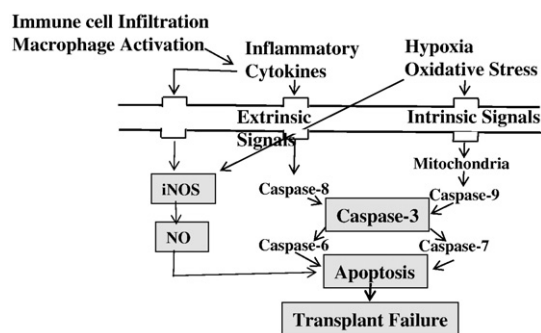 Immune cell Infiltration
Macrophage Activation
Inflammatory
Cytokines
Hypoxia
Oxidative Stress
Extrinsic
Signals
Intrinsic Signals
Mitochondria
iNOS
Caspase-8
Caspase-9
Caspase-3
NO
Caspase-6
Caspase-7
Apoptosis
Transplant Failure